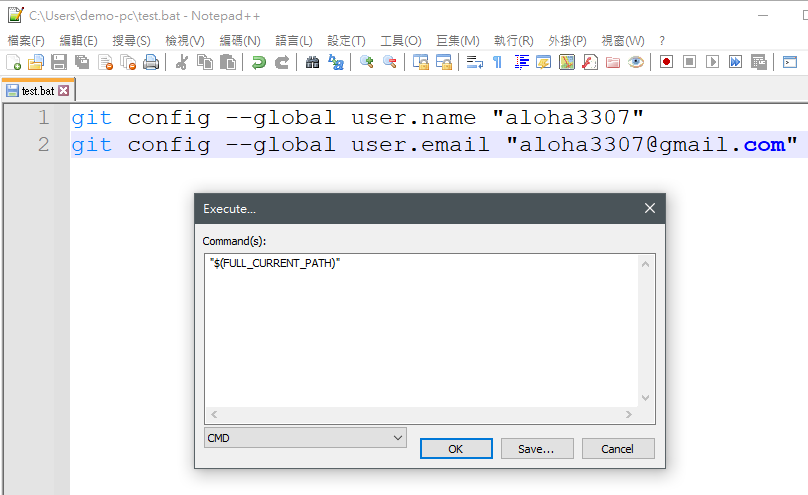 C:\Users\demo-pc\test.bat - Notepad++
檔案(F) 編輯(E) 搜尋(S) 檢視(V) 編碼(N) 語言(L) 設定(T) 工具(O) 巨集(M) 執行(R) 外掛(P) 視窗(W) ?
test.bat
1 git config --global user.name "aloha3307"
2 git config --global user.email "aloha3307@gmail.com"
Execute...
Command(s):
"$(FULL_CURRENT_PATH)"
CMD
OK Save... Cancel